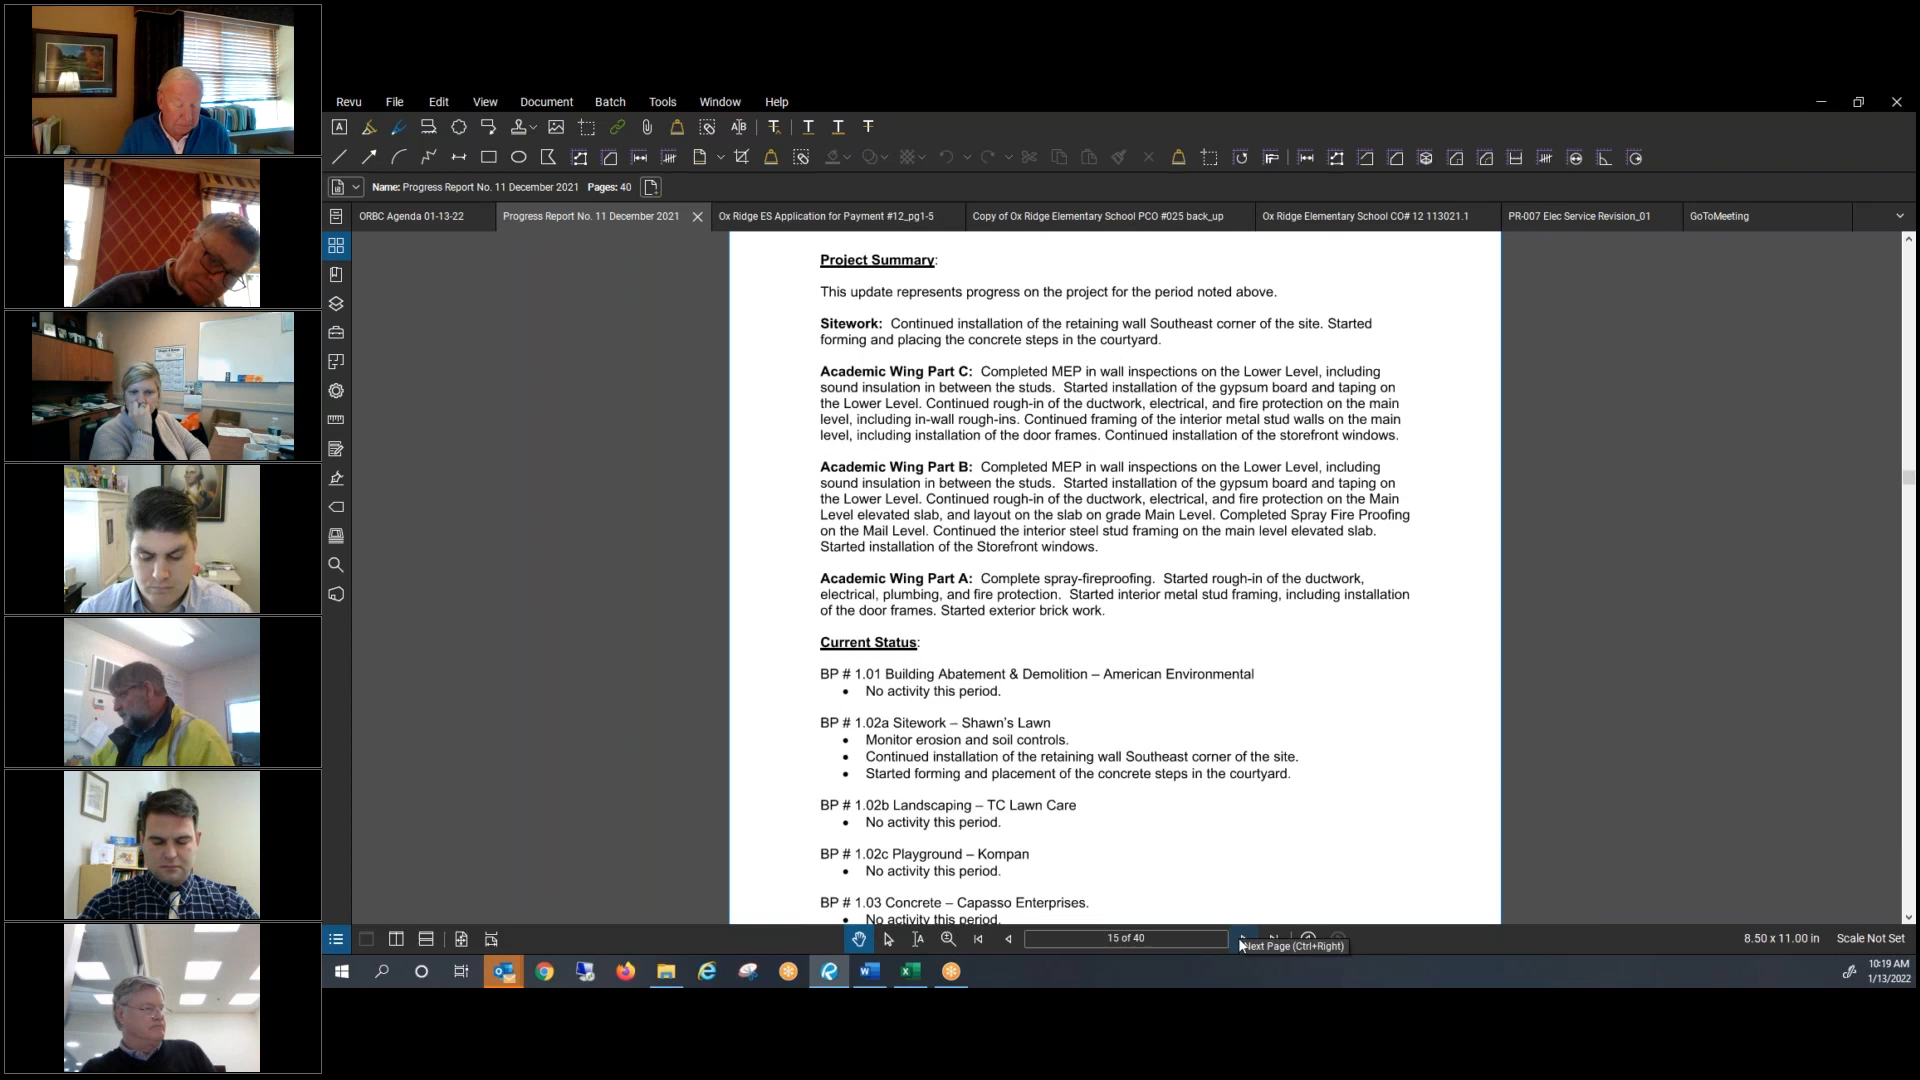 Revu File Edit View Document Batch Tools Window Help
Name: Progress Report No. 11 December 2021 Pages: 40
ORBC Agenda 01-13-22
Progress Report No. 11 December 2021
Ox Ridge ES Application for Payment #12_pg1-5
Copy of Ox Ridge Elementary School PCO #025 back_up
Ox Ridge Elementary School CO# 12 113021.1
PR-007 Elec Service Revision_01
GoToMeeting
Project Summary:
This update represents progress on the project for the period noted above.
Sitework: Continued installation of the retaining wall Southeast corner of the site. Started
forming and placing the concrete steps in the courtyard.
Academic Wing Part C: Completed MEP in wall inspections on the Lower Level, including
sound insulation in between the studs. Started installation of the gypsum board and taping on
the Lower Level. Continued rough-in of the ductwork, electrical, and fire protection on the main
level, including in-wall rough-ins. Continued framing of the interior metal stud walls on the main
level, including installation of the door frames. Continued installation of the storefront windows.
Academic Wing Part B: Completed MEP in wall inspections on the Lower Level, including
sound insulation in between the studs. Started installation of the gypsum board and taping on
the Lower Level. Continued rough-in of the ductwork, electrical, and fire protection on the Main
Level elevated slab, and layout on the slab on grade Main Level. Completed Spray Fire Proofing
on the Mail Level. Continued the interior steel stud framing on the main level elevated slab.
Started installation of the Storefront windows.
Academic Wing Part A: Complete spray-fireproofing. Started rough-in of the ductwork,
electrical, plumbing, and fire protection. Started interior metal stud framing, including installation
of the door frames. Started exterior brick work.
Current Status:
BP # 1.01 Building Abatement & Demolition – American Environmental
• No activity this period.
BP # 1.02a Sitework – Shawn's Lawn
• Monitor erosion and soil controls.
• Continued installation of the retaining wall Southeast corner of the site.
• Started forming and placement of the concrete steps in the courtyard.
BP # 1.02b Landscaping – TC Lawn Care
• No activity this period.
BP # 1.02c Playground – Kompan
• No activity this period.
BP # 1.03 Concrete – Capasso Enterprises.
• No activity this period.
15 of 40
Next Page (Ctrl+Right)
8.50 x 11.00 in Scale Not Set
10:19 AM
1/13/2022